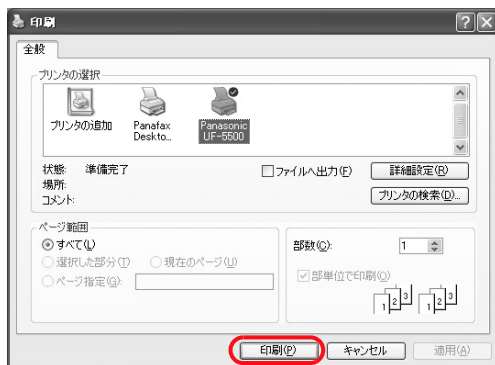 印刷
全般
プリンタの選択
プリンタの追加
Panafax Deskto...
Panasonic UF-5500
状態: 準備完了
場所:
コメント:
ファイルへ出力(F)
詳細設定(R)
プリンタの検索(D)...
ページ範囲
すべて(L)
選択した部分(T) 現在のページ(U)
ページ指定(G):
部数(C): 1
部単位で印刷(O)
1 2 3 1 2 3
印刷(P) キャンセル 適用(A)